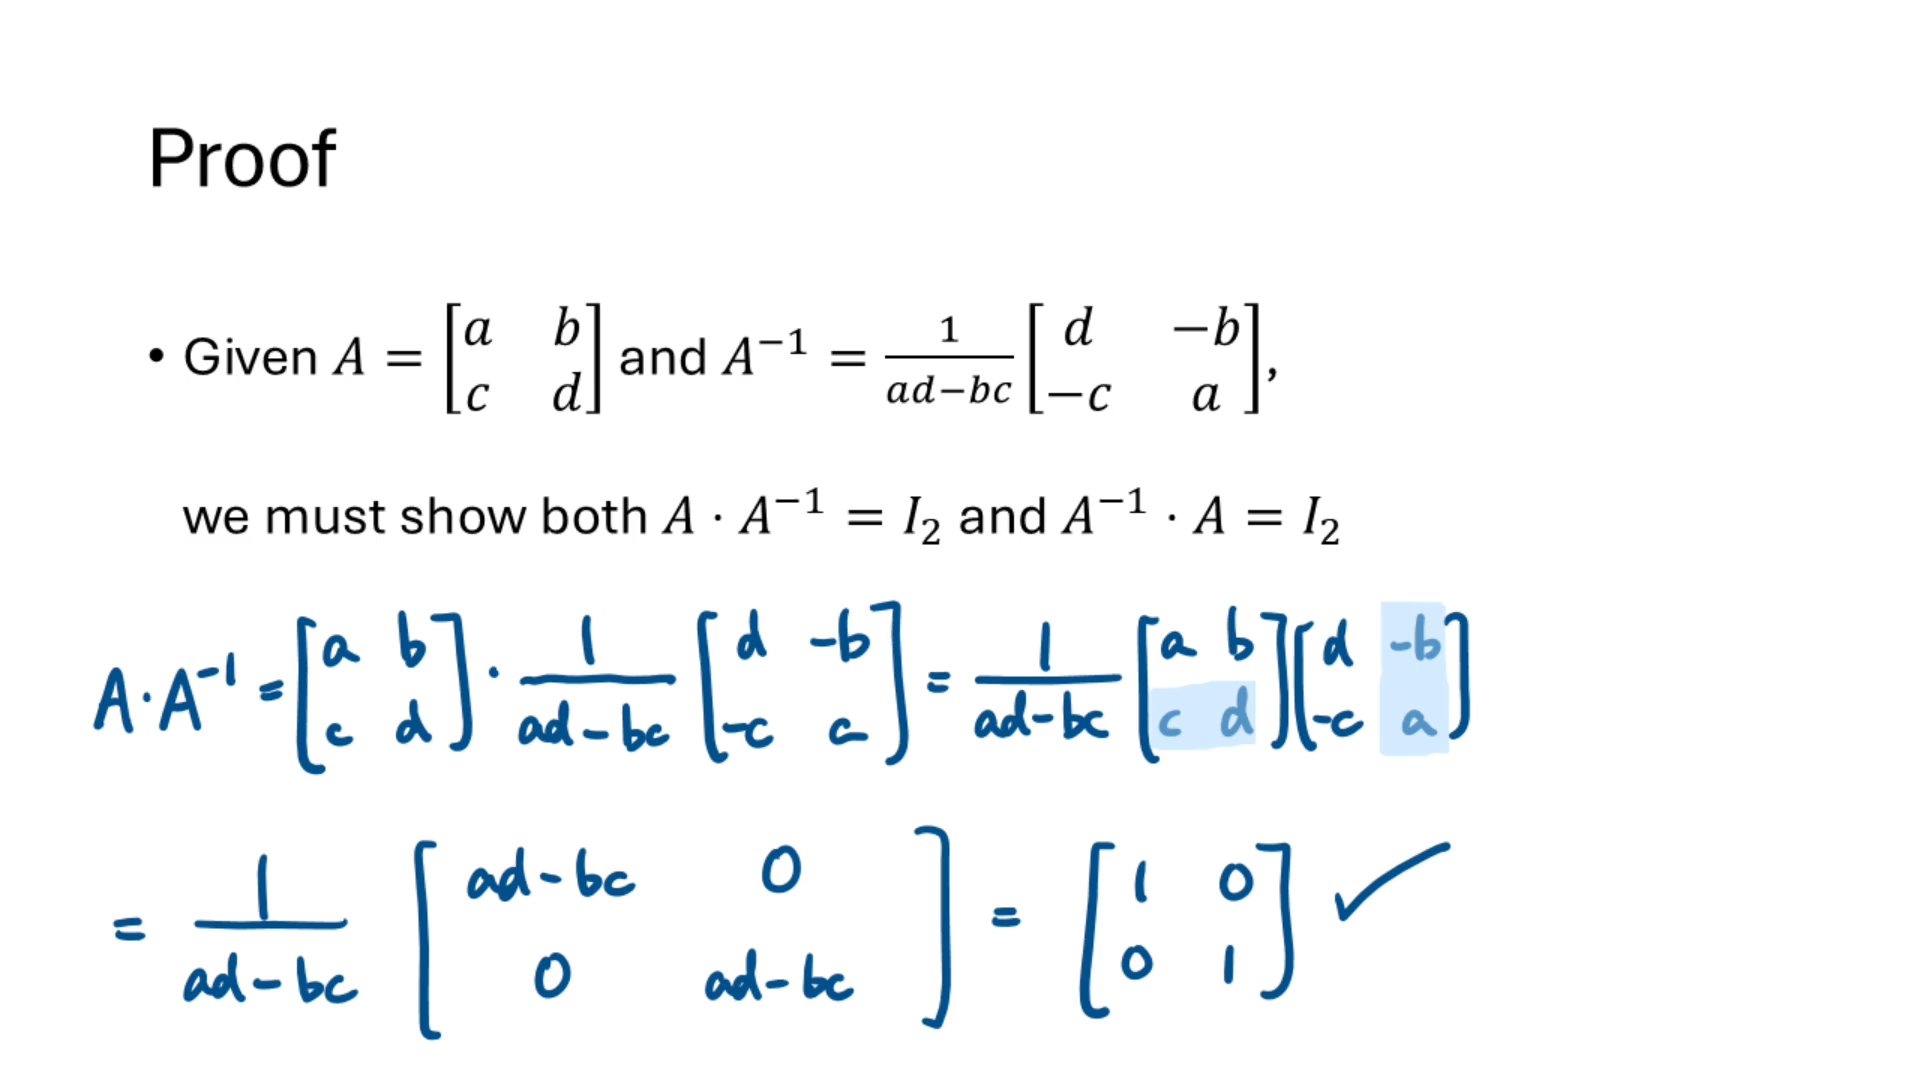 Proof
• Given A = [a b; c d] and A⁻¹ = 1/(ad−bc) [d −b; −c a],
we must show both A · A⁻¹ = I₂ and A⁻¹ · A = I₂
A·A⁻¹ = [a b; c d] · 1/(ad-bc) [d -b; -c a] = 1/(ad-bc) [a b; c d][d -b; -c a]
= 1/(ad-bc) [ad-bc 0; 0 ad-bc] = [1 0; 0 1] ✓